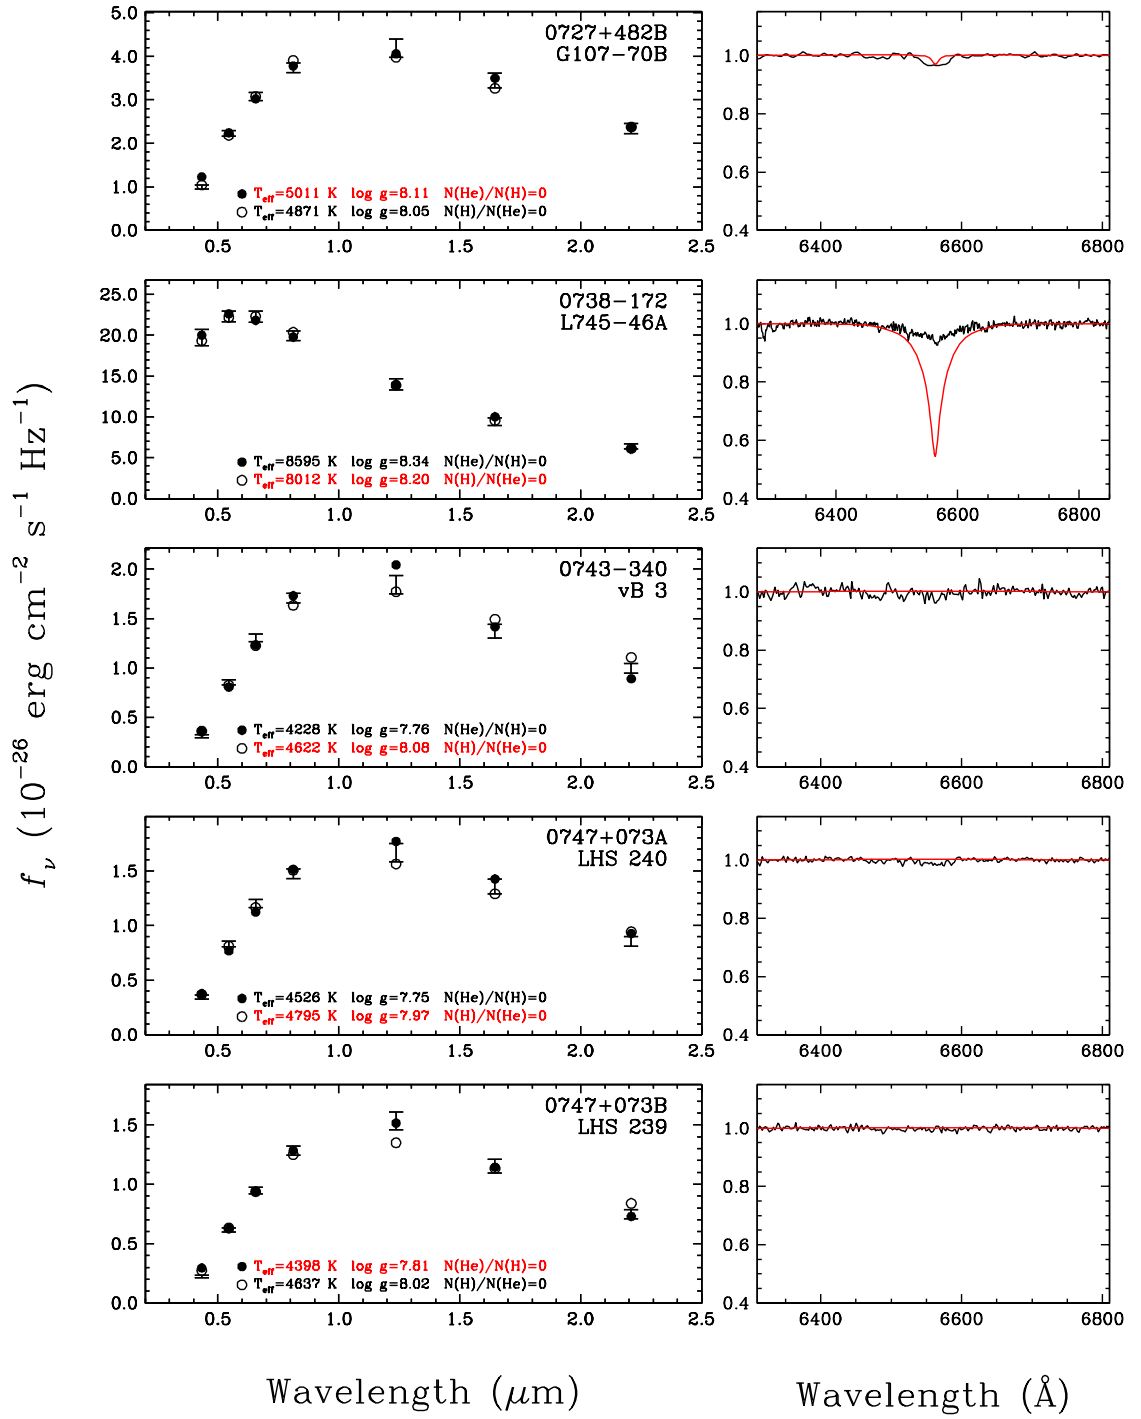 0727+482B
G107-70B
5.0
4.0
3.0
2.0
1.0
0.0
● Teff=5011 K log g=8.11 N(He)/N(H)=0
○ Teff=4871 K log g=8.05 N(H)/N(He)=0
0.5 1.0 1.5 2.0 2.5
1.0
0.8
0.6
0.4
6400 6600 6800
0738-172
L745-46A
25.0
20.0
15.0
10.0
5.0
0.0
● Teff=8595 K log g=8.34 N(He)/N(H)=0
○ Teff=8012 K log g=8.20 N(H)/N(He)=0
0.5 1.0 1.5 2.0 2.5
1.0
0.8
0.6
0.4
6400 6600 6800
0743-340
vB 3
2.0
1.5
1.0
0.5
0.0
● Teff=4228 K log g=7.76 N(He)/N(H)=0
○ Teff=4622 K log g=8.08 N(H)/N(He)=0
0.5 1.0 1.5 2.0 2.5
1.0
0.8
0.6
0.4
6400 6600 6800
0747+073A
LHS 240
1.5
1.0
0.5
0.0
● Teff=4526 K log g=7.75 N(He)/N(H)=0
○ Teff=4795 K log g=7.97 N(H)/N(He)=0
0.5 1.0 1.5 2.0 2.5
1.0
0.8
0.6
0.4
6400 6600 6800
0747+073B
LHS 239
1.5
1.0
0.5
0.0
● Teff=4398 K log g=7.81 N(He)/N(H)=0
○ Teff=4637 K log g=8.02 N(H)/N(He)=0
0.5 1.0 1.5 2.0 2.5
1.0
0.8
0.6
0.4
6400 6600 6800
fν (10⁻²⁶ erg cm⁻² s⁻¹ Hz⁻¹)
Wavelength (μm)
Wavelength (Å)